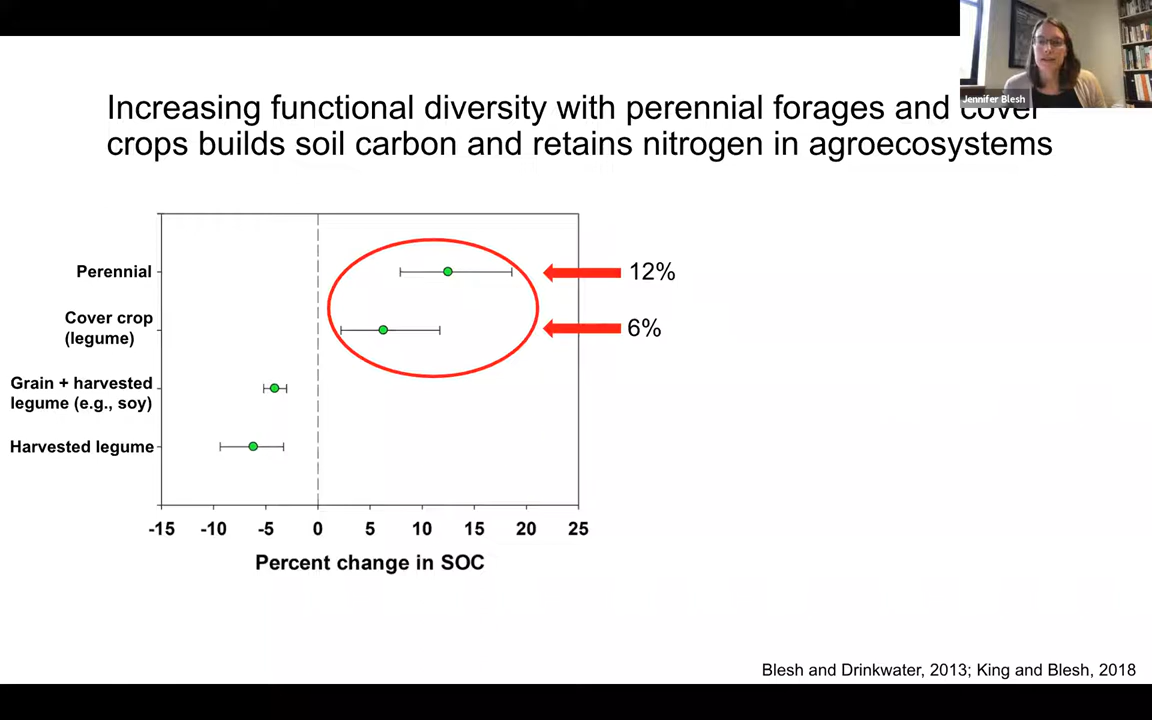 Jennifer Blesh
Increasing functional diversity with perennial forages and cover
crops builds soil carbon and retains nitrogen in agroecosystems
Perennial
12%
Cover crop
(legume)
6%
Grain + harvested
legume (e.g., soy)
Harvested legume
-15 -10 -5 0 5 10 15 20 25
Percent change in SOC
Blesh and Drinkwater, 2013; King and Blesh, 2018